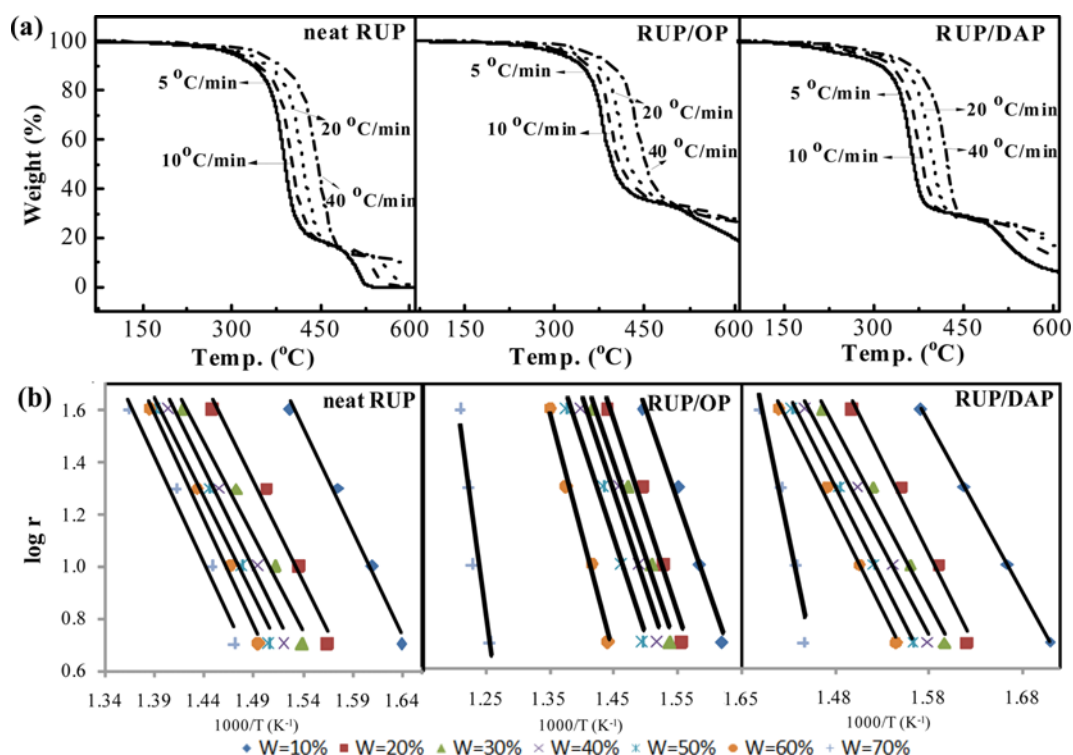 (a)
neat RUP
RUP/OP
RUP/DAP
Weight (%)
100
80
60
40
20
0
5 °C/min
20 °C/min
10 °C/min
40 °C/min
5 °C/min
20 °C/min
10 °C/min
40 °C/min
5 °C/min
20 °C/min
10 °C/min
40 °C/min
150 300 450 600 150 300 450 600 150 300 450 600
Temp. (°C) Temp. (°C) Temp. (°C)
(b)
neat RUP
RUP/OP
RUP/DAP
log r
1.6
1.4
1.2
1.0
0.8
0.6
1.34 1.39 1.44 1.49 1.54 1.59 1.64 1.25 1.35 1.45 1.55 1.65 1.48 1.58 1.68
1000/T (K-1) 1000/T (K-1) 1000/T (K-1)
W=10% W=20% W=30% W=40% W=50% W=60% W=70%